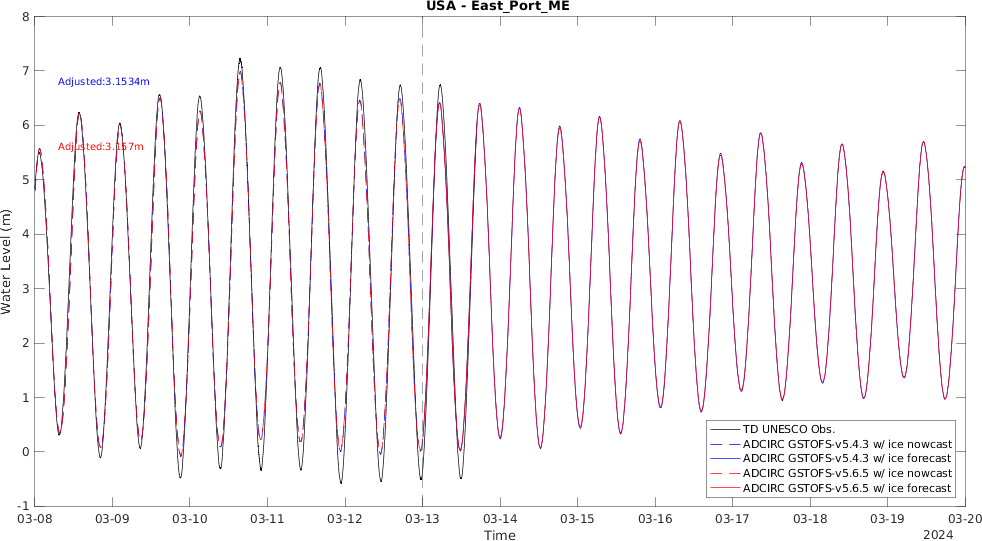 USA - East_Port_ME
8
7
6
5
4
3
2
1
0
-1
Water Level (m)
Adjusted:3.1534m
Adjusted:3.157m
TD UNESCO Obs.
ADCIRC GSTOFS-v5.4.3 w/ ice nowcast
ADCIRC GSTOFS-v5.4.3 w/ ice forecast
ADCIRC GSTOFS-v5.6.5 w/ ice nowcast
ADCIRC GSTOFS-v5.6.5 w/ ice forecast
03-08 03-09 03-10 03-11 03-12 03-13 03-14 03-15 03-16 03-17 03-18 03-19 03-20
Time
2024